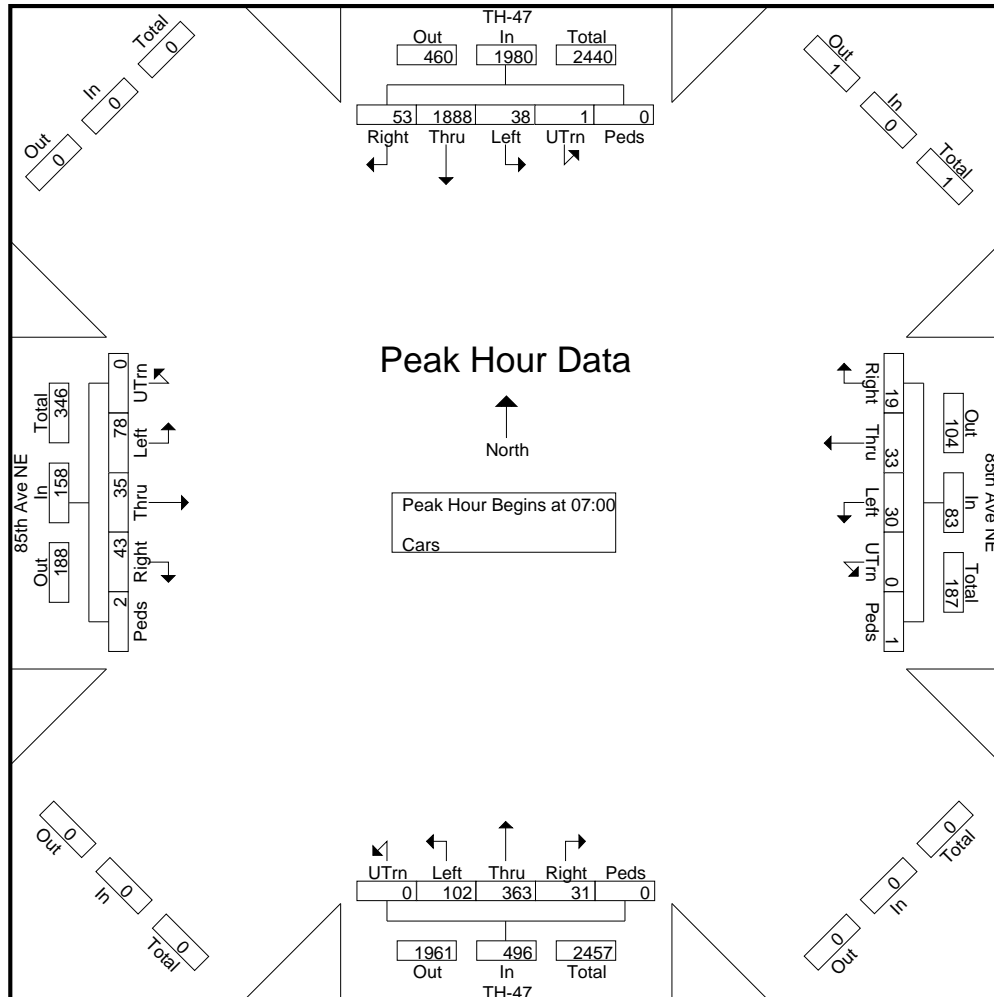 TH-47
Out In Total
460 1980 2440
53 1888 38 1 0
Right Thru Left UTrn Peds
Total
0
In
0
Out
0
Out
1
In
0
Total
1
Peak Hour Data
North
Peak Hour Begins at 07:00
Cars
85th Ave NE
Total In Out
346 158 188
0 78 35 43 2
UTrn Left Thru Right Peds
Right Thru Left UTrn Peds
19 33 30 0 1
Out In Total
104 83 187
85th Ave NE
0
Out
0
In
0
Total
0
Total
0
In
0
Out
UTrn Left Thru Right Peds
0 102 363 31 0
1961 496 2457
Out In Total
TH-47